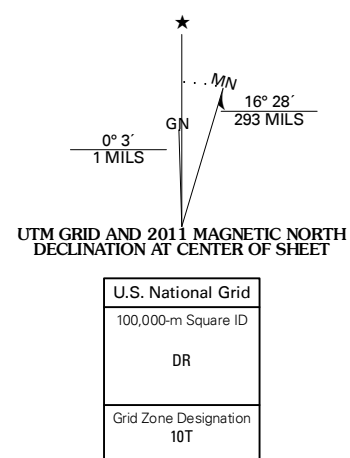 ★
MN
16° 28´
293 MILS
GN
0° 3´
1 MILS
UTM GRID AND 2011 MAGNETIC NORTH
DECLINATION AT CENTER OF SHEET
U.S. National Grid
100,000-m Square ID
DR
Grid Zone Designation
10T